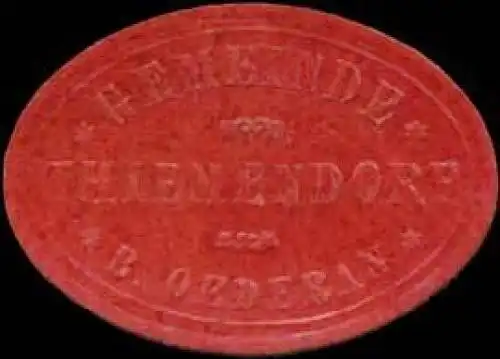 GEMEINDE
THIEMENDORF
B. OEDERAN